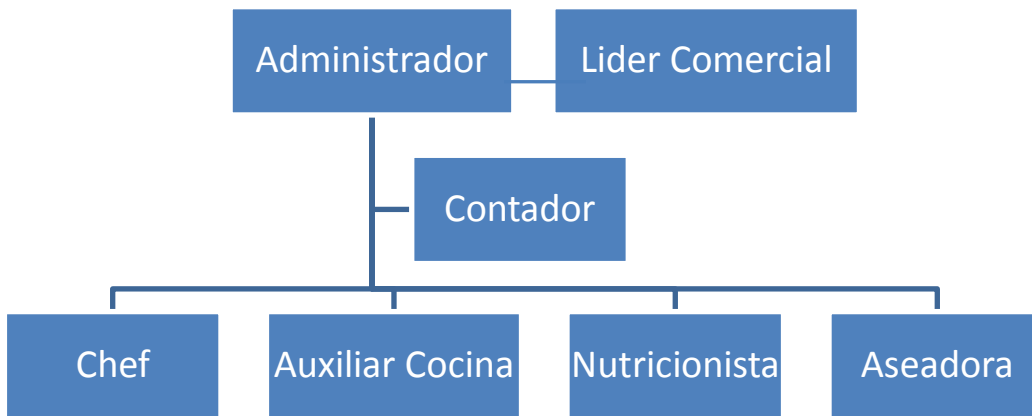 Administrador
Lider Comercial
Contador
Chef
Auxiliar Cocina
Nutricionista
Aseadora